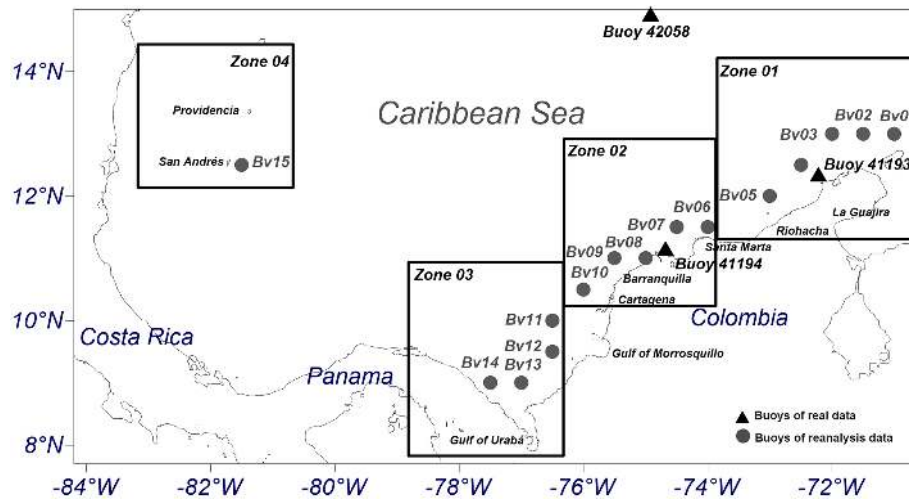 Buoy 42058
14°N
Zone 04
Zone 01
Providencía
Caribbean Sea
Bv02
Bv0
Bv03
Zone 02
San Andrés
Bv15
Buoy 41193
12°N
Bv05
Bv06
La Guajira
Bv07
Riohacha
Santa Marta
Bv09
Bv08
Buoy 41194
Zone 03
Bv10
Barranquilla
Cartagena
10°N
Bv11
Colombia
Costa Rica
Bv12
Gulf of Morrosquillo
Bv14
Bv13
Panama
Buoys of real data
8°N
Gulf of Urabá
Buoys of reanalysis data
-84°W
-82°W
-80°W
-78°W
-76°W
-74°W
-72°W